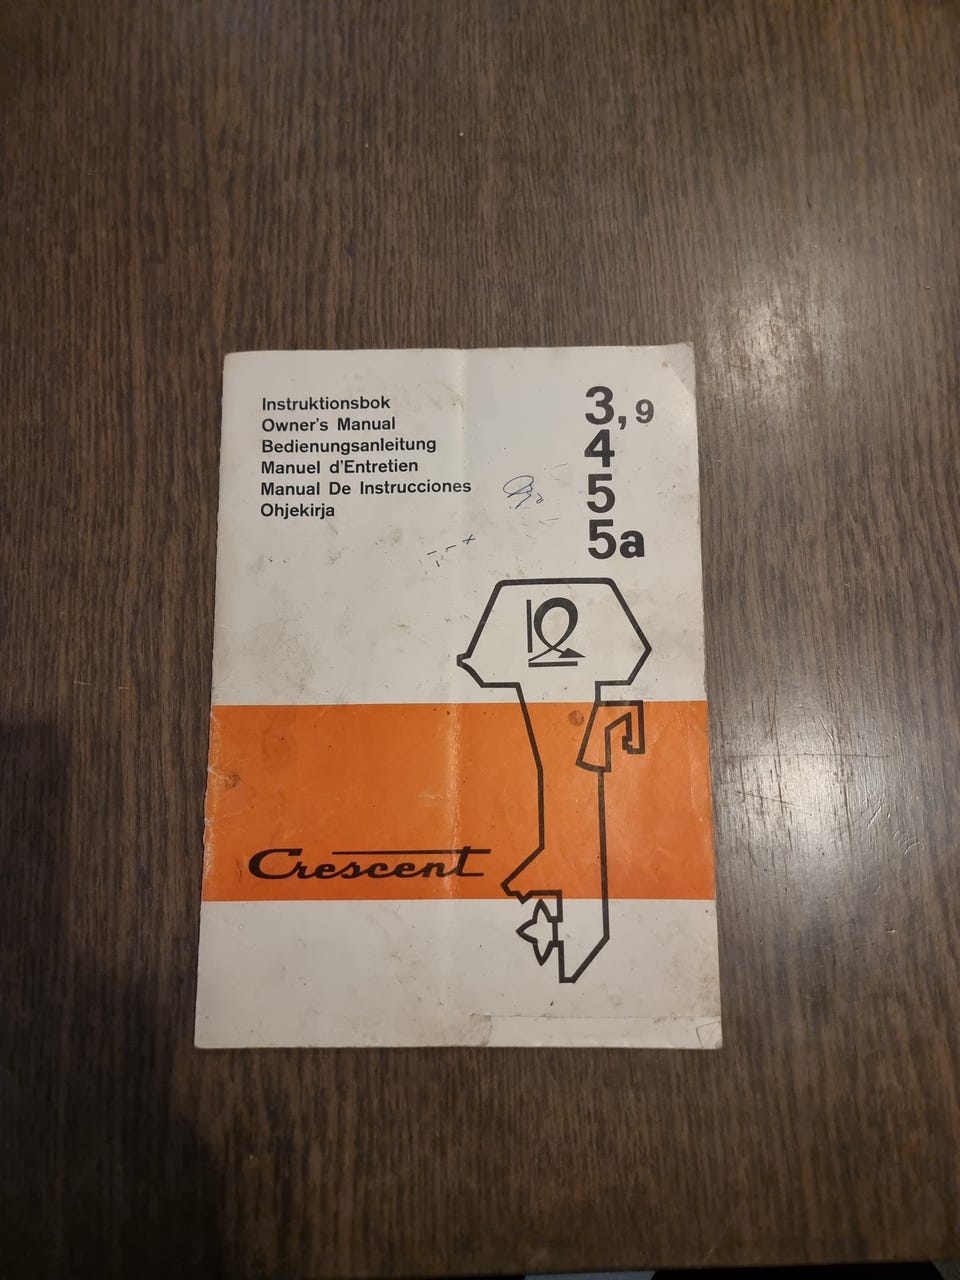 Instruktionsbok
Owner's Manual
Bedienungsanleitung
Manuel d'Entretien
Manual De Instrucciones
Ohjekirja
3,9
4
5
5a
Crescent